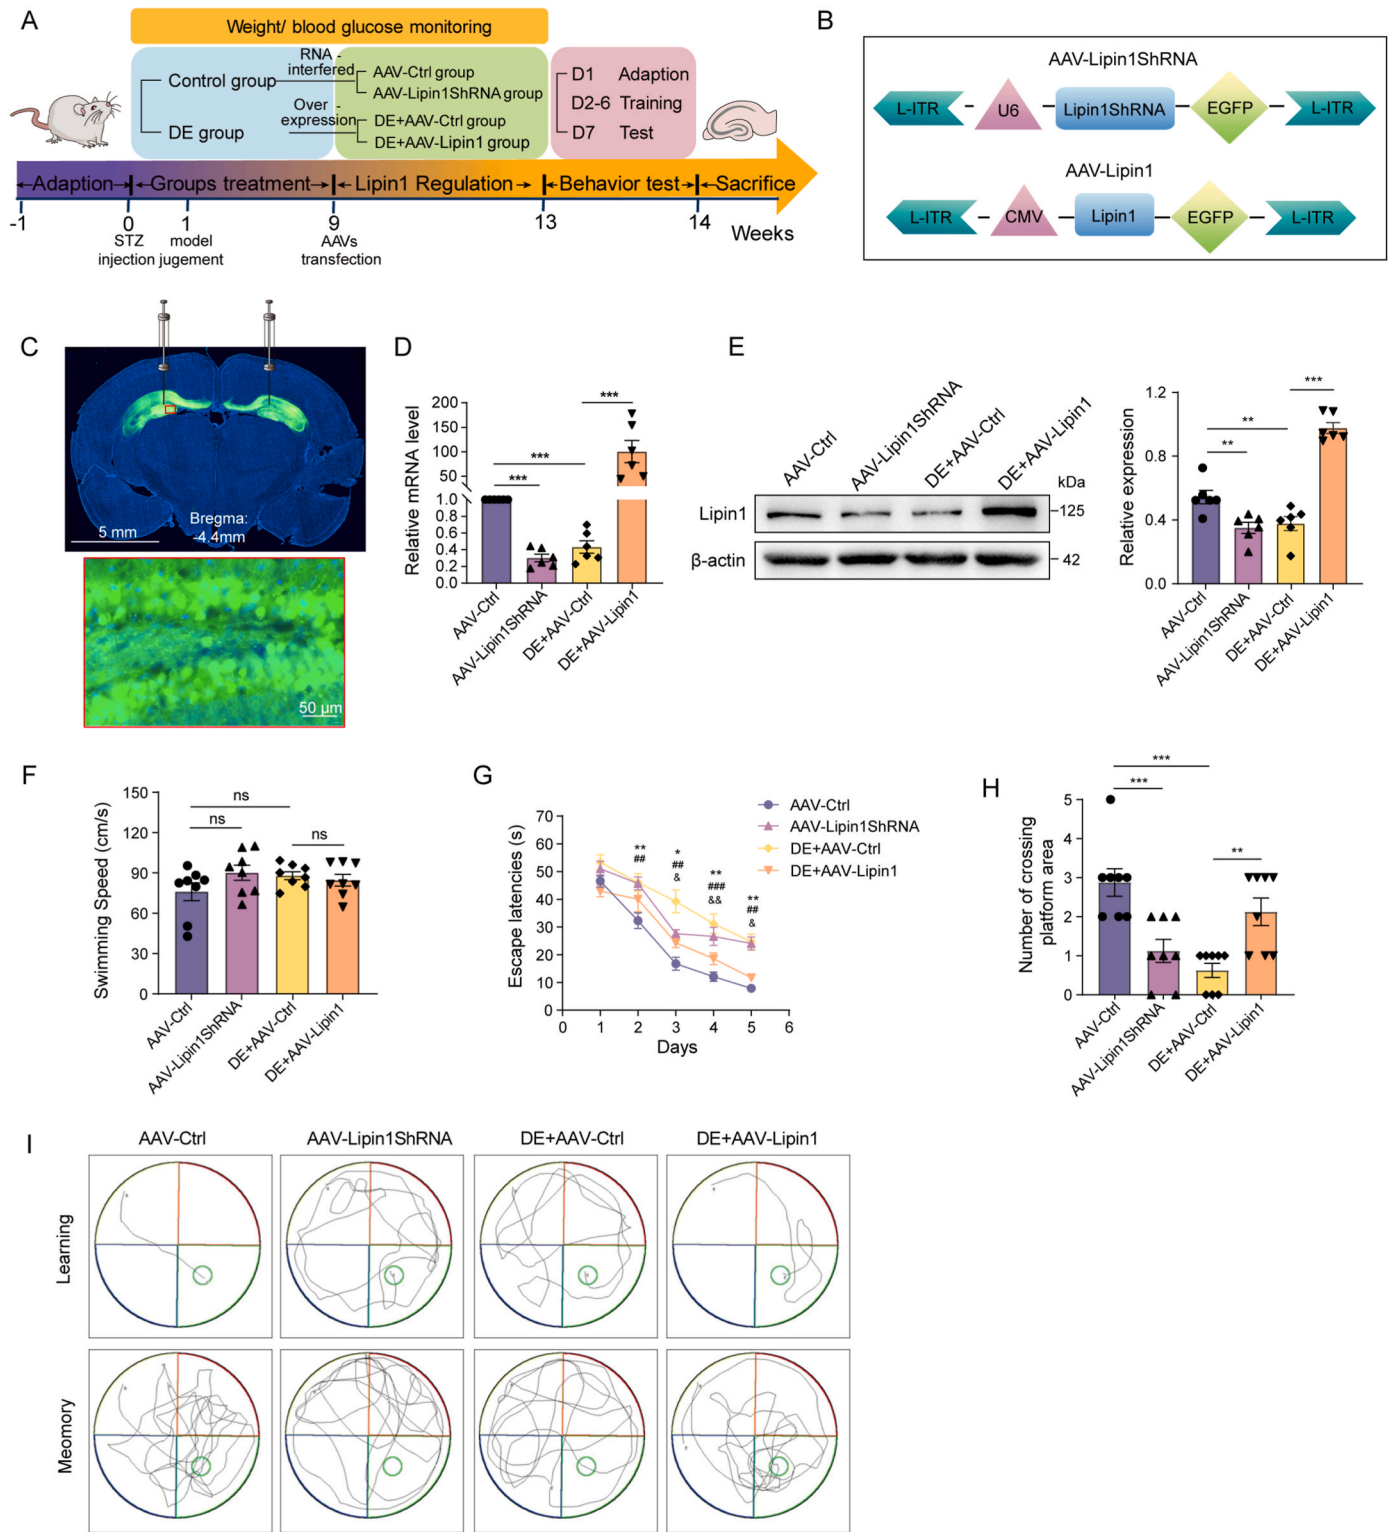 A
Weight/ blood glucose monitoring
Control group
DE group
RNA -
interfered
Over -
expression
AAV-Ctrl group
AAV-Lipin1ShRNA group
DE+AAV-Ctrl group
DE+AAV-Lipin1 group
D1 Adaption
D2-6 Training
D7 Test
Adaption
Groups treatment
Lipin1 Regulation
Behavior test
Sacrifice
-1 0 1 9 13 14 Weeks
STZ
injection
model
jugement
AAVs
transfection
B
AAV-Lipin1ShRNA
L-ITR U6 Lipin1ShRNA EGFP L-ITR
AAV-Lipin1
L-ITR CMV Lipin1 EGFP L-ITR
C
5 mm
Bregma:
-4.4mm
50 µm
D
Relative mRNA level
200
150
100
50
1.0
0.8
0.6
0.4
0.2
0.0
***
***
***
AAV-Ctrl
AAV-Lipin1ShRNA
DE+AAV-Ctrl
DE+AAV-Lipin1
E
AAV-Ctrl
AAV-Lipin1ShRNA
DE+AAV-Ctrl
DE+AAV-Lipin1
kDa
Lipin1
125
β-actin
42
Relative expression
1.2
0.8
0.4
0.0
***
**
**
AAV-Ctrl
AAV-Lipin1ShRNA
DE+AAV-Ctrl
DE+AAV-Lipin1
F
Swimming Speed (cm/s)
150
120
90
60
30
0
ns
ns
ns
AAV-Ctrl
AAV-Lipin1ShRNA
DE+AAV-Ctrl
DE+AAV-Lipin1
G
Escape latencies (s)
70
60
50
40
30
20
10
0
**
##
*
##
&
**
###
&&
**
##
&
0 1 2 3 4 5 6
Days
AAV-Ctrl
AAV-Lipin1ShRNA
DE+AAV-Ctrl
DE+AAV-Lipin1
H
Number of crossing
platform area
5
4
3
2
1
0
***
***
**
AAV-Ctrl
AAV-Lipin1ShRNA
DE+AAV-Ctrl
DE+AAV-Lipin1
I
AAV-Ctrl
AAV-Lipin1ShRNA
DE+AAV-Ctrl
DE+AAV-Lipin1
Learning
Meomory